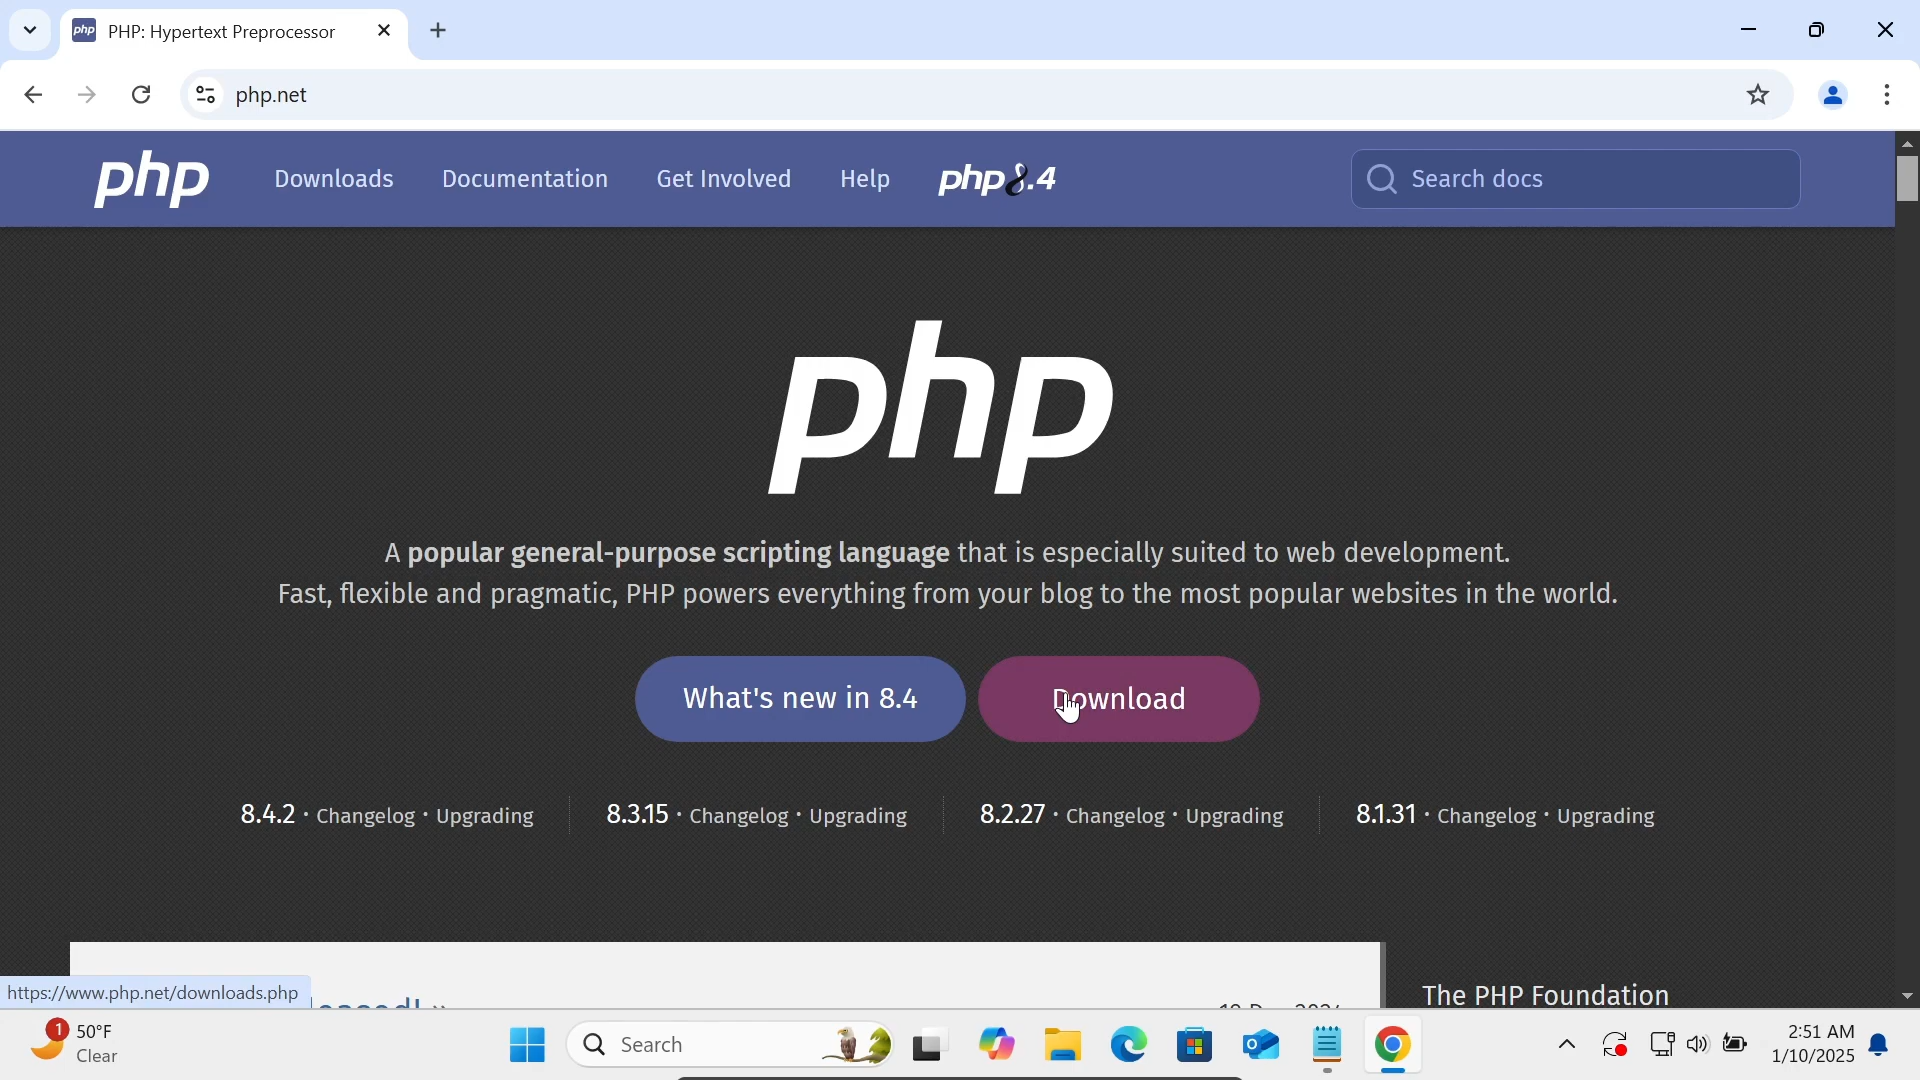 php PHP: Hypertext Preprocessor
php.net
php Downloads Documentation Get Involved Help php8.4 Search docs
php
A popular general-purpose scripting language that is especially suited to web development.
Fast, flexible and pragmatic, PHP powers everything from your blog to the most popular websites in the world.
What's new in 8.4 Download
8.4.2 · Changelog · Upgrading 8.3.15 · Changelog · Upgrading 8.2.27 · Changelog · Upgrading 8.1.31 · Changelog · Upgrading
The PHP Foundation
https://www.php.net/downloads.php
1 50°F
Clear
Search
2:51 AM
1/10/2025